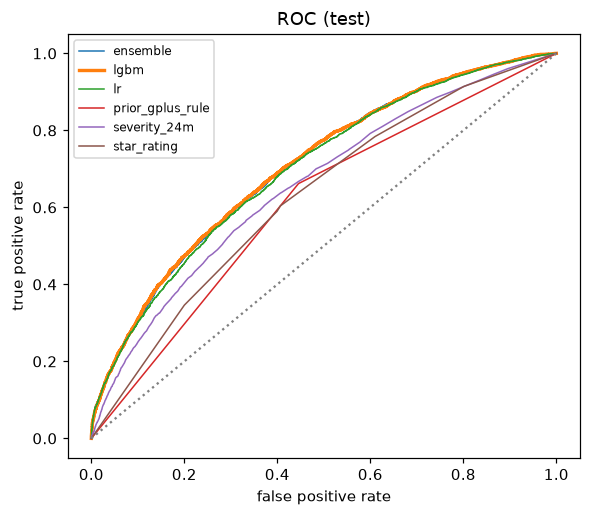 ROC (test)
ensemble
lgbm
lr
prior_gplus_rule
severity_24m
star_rating
true positive rate
1.0
0.8
0.6
0.4
0.2
0.0
0.0 0.2 0.4 0.6 0.8 1.0
false positive rate